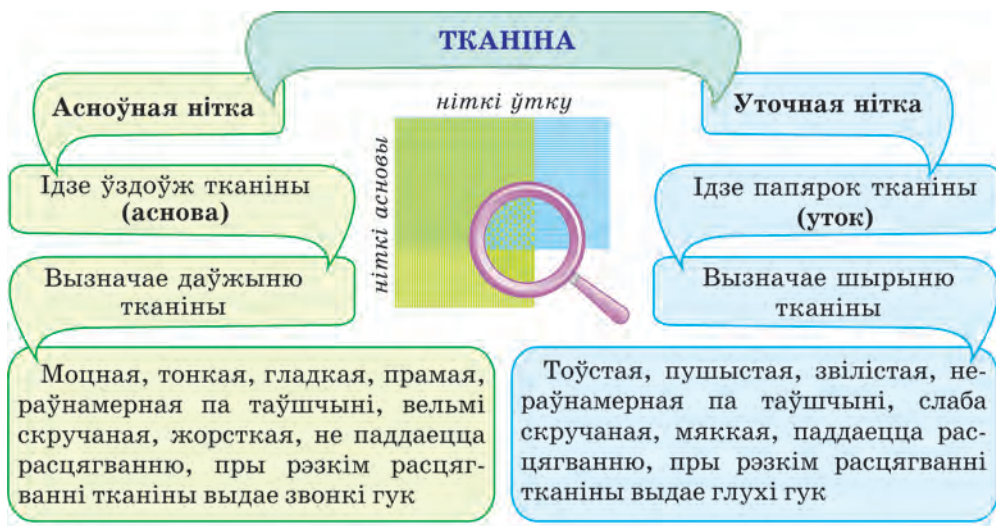 ТКАНІНА
Асноўная нітка
Ідзе ўздоўж тканіны
(аснова)
Вызначае даўжыню
тканіны
Моцная, тонкая, гладкая, прамая,
раўнамерная па таўшчыні, вельмі
скручаная, жорсткая, не паддаецца
расцягванню, пры рэзкім расцяг-
ванні тканіны выдае звонкі гук
ніткі ўтку
ніткі асновы
Уточная нітка
Ідзе папярок тканіны
(уток)
Вызначае шырыню
тканіны
Тоўстая, пушыстая, звілістая, не-
раўнамерная па таўшчыні, слаба
скручаная, мяккая, паддаецца рас-
цягванню, пры рэзкім расцягванні
тканіны выдае глухі гук